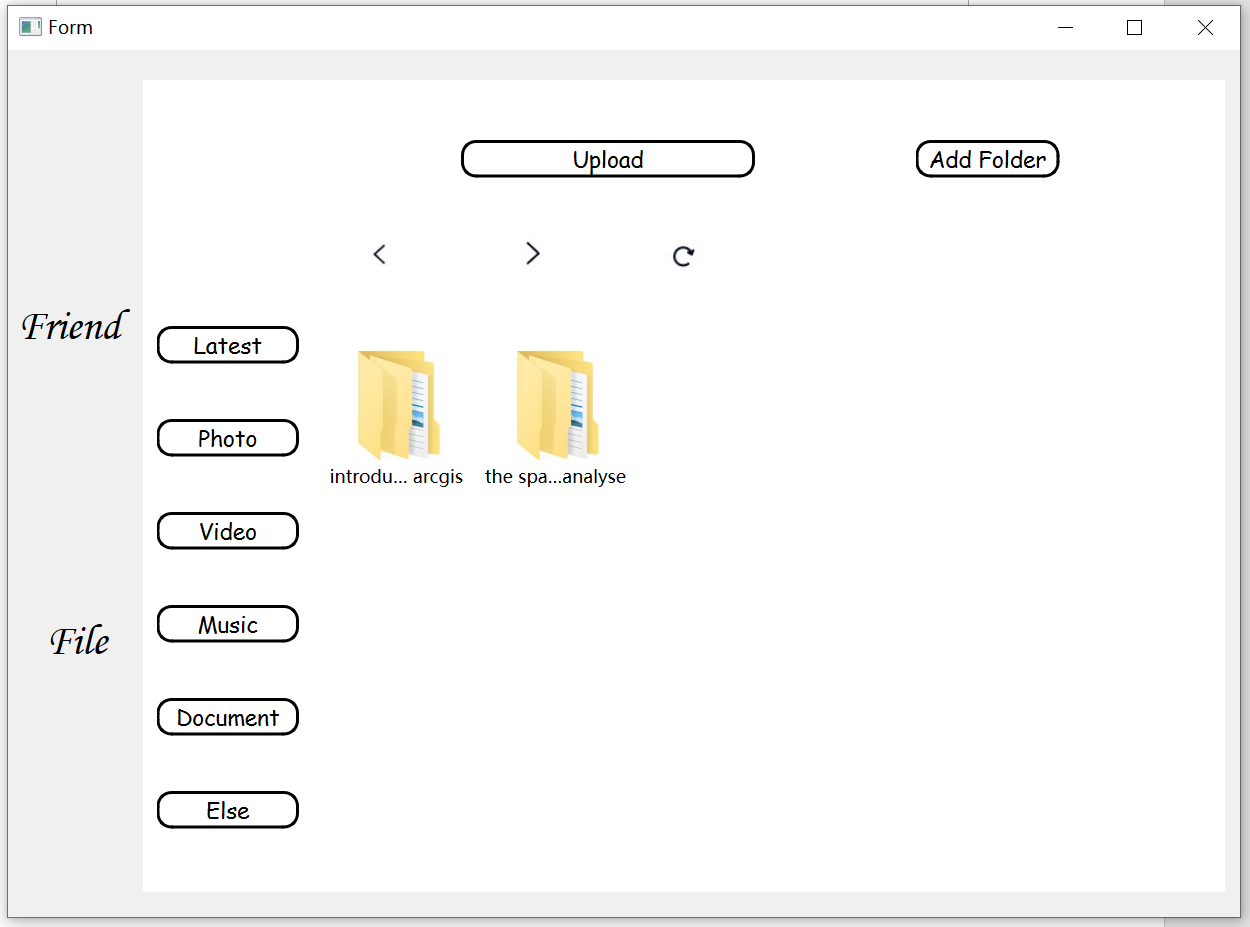 Form
Upload
Add Folder
Friend
Latest
Photo
introdu... arcgis
the spa...analyse
Video
Music
File
Document
Else